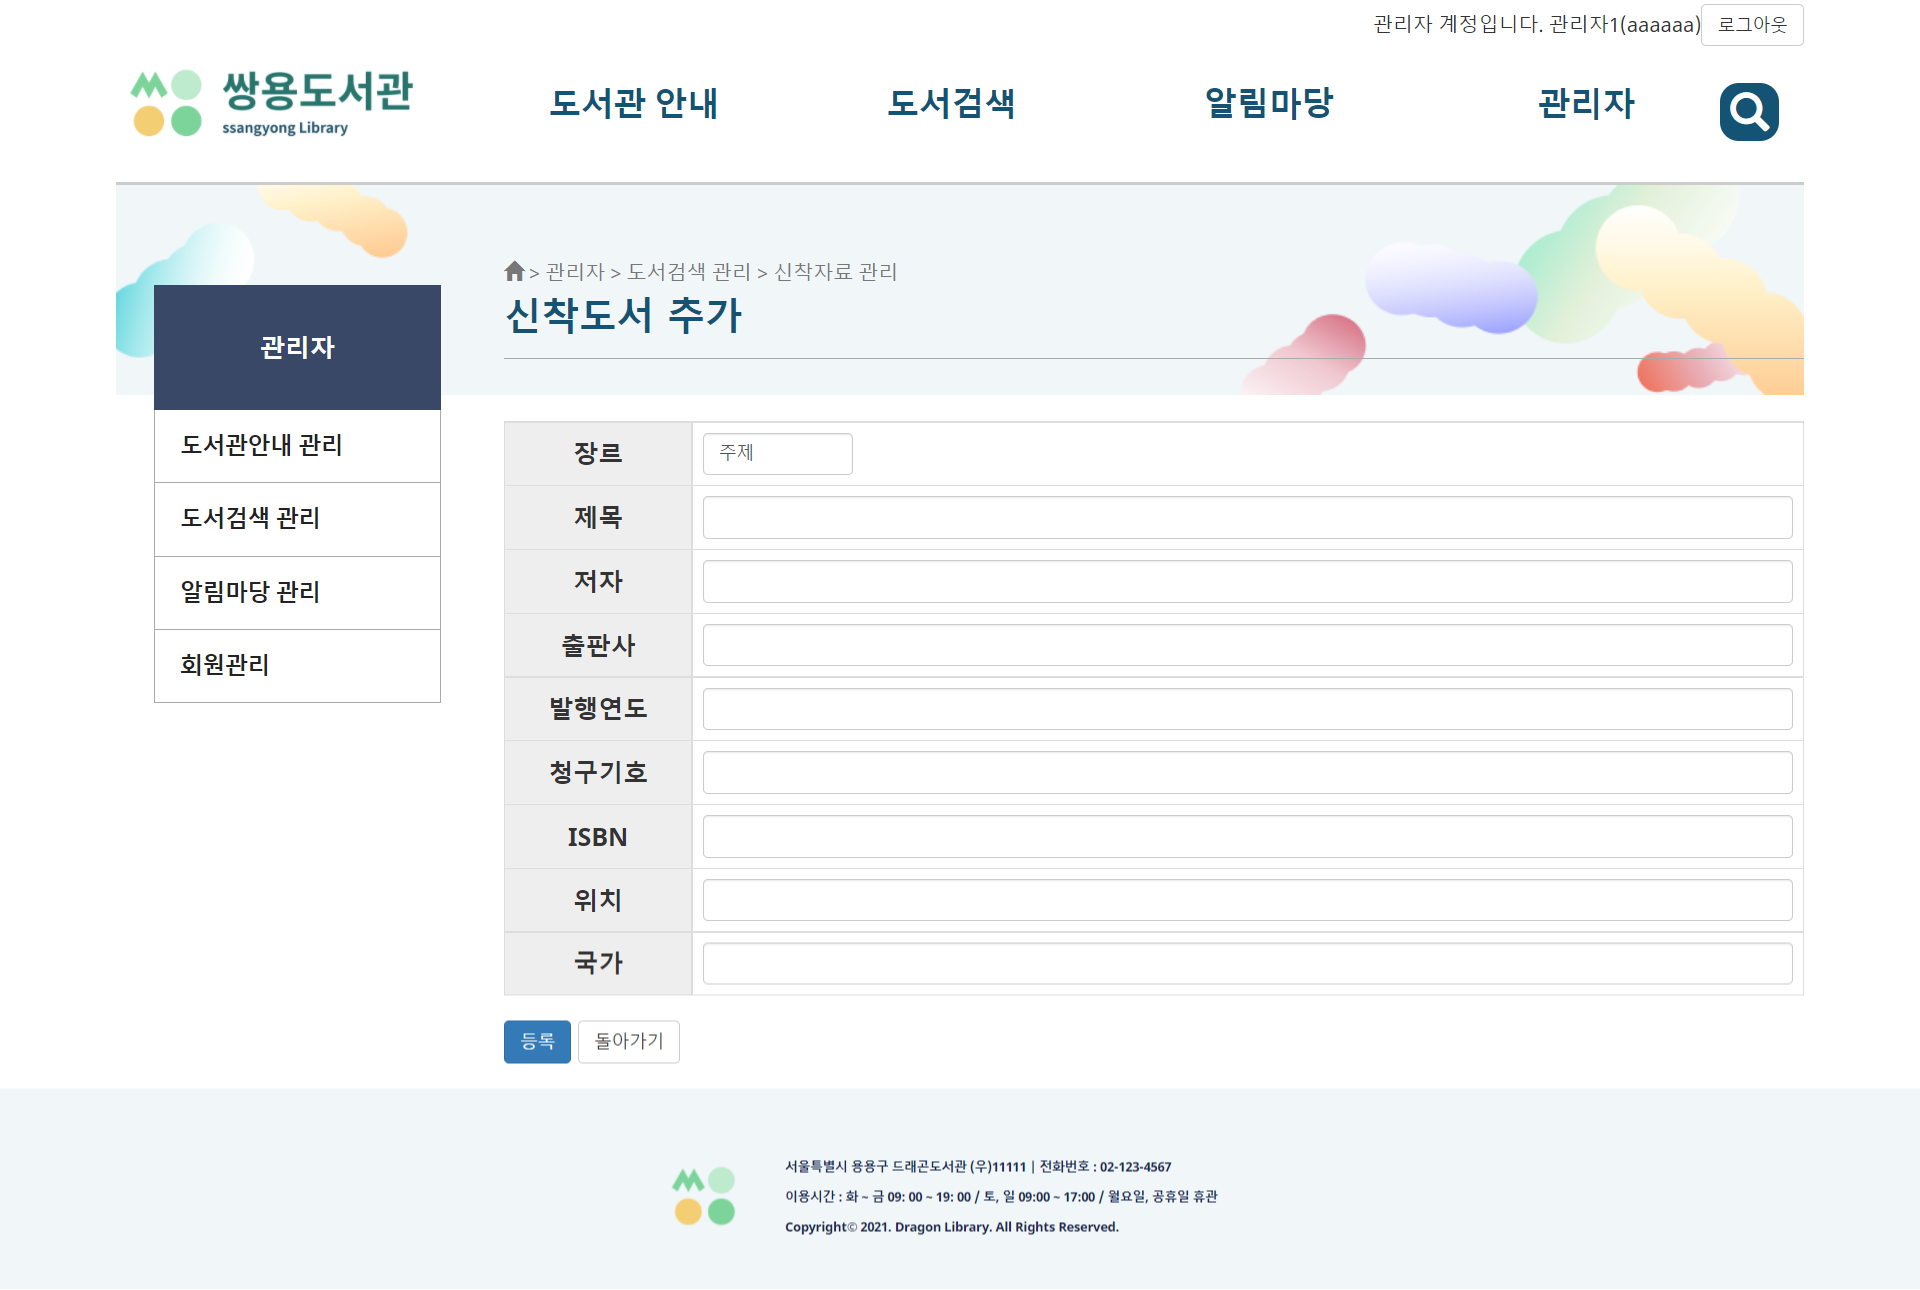 관리자 계정입니다. 관리자1(aaaaaa)
로그아웃
쌍용도서관
ssangyong Library
도서관 안내
도서검색
알림마당
관리자
> 관리자 > 도서검색 관리 > 신착자료 관리
신착도서 추가
관리자
도서관안내 관리
도서검색 관리
알림마당 관리
회원관리
장르
주제
제목
저자
출판사
발행연도
청구기호
ISBN
위치
국가
등록
돌아가기
서울특별시 용용구 드래곤도서관 (우)11111 | 전화번호 : 02-123-4567
이용시간 : 화 ~ 금 09: 00 ~ 19: 00 / 토, 일 09:00 ~ 17:00 / 월요일, 공휴일 휴관
Copyright© 2021. Dragon Library. All Rights Reserved.